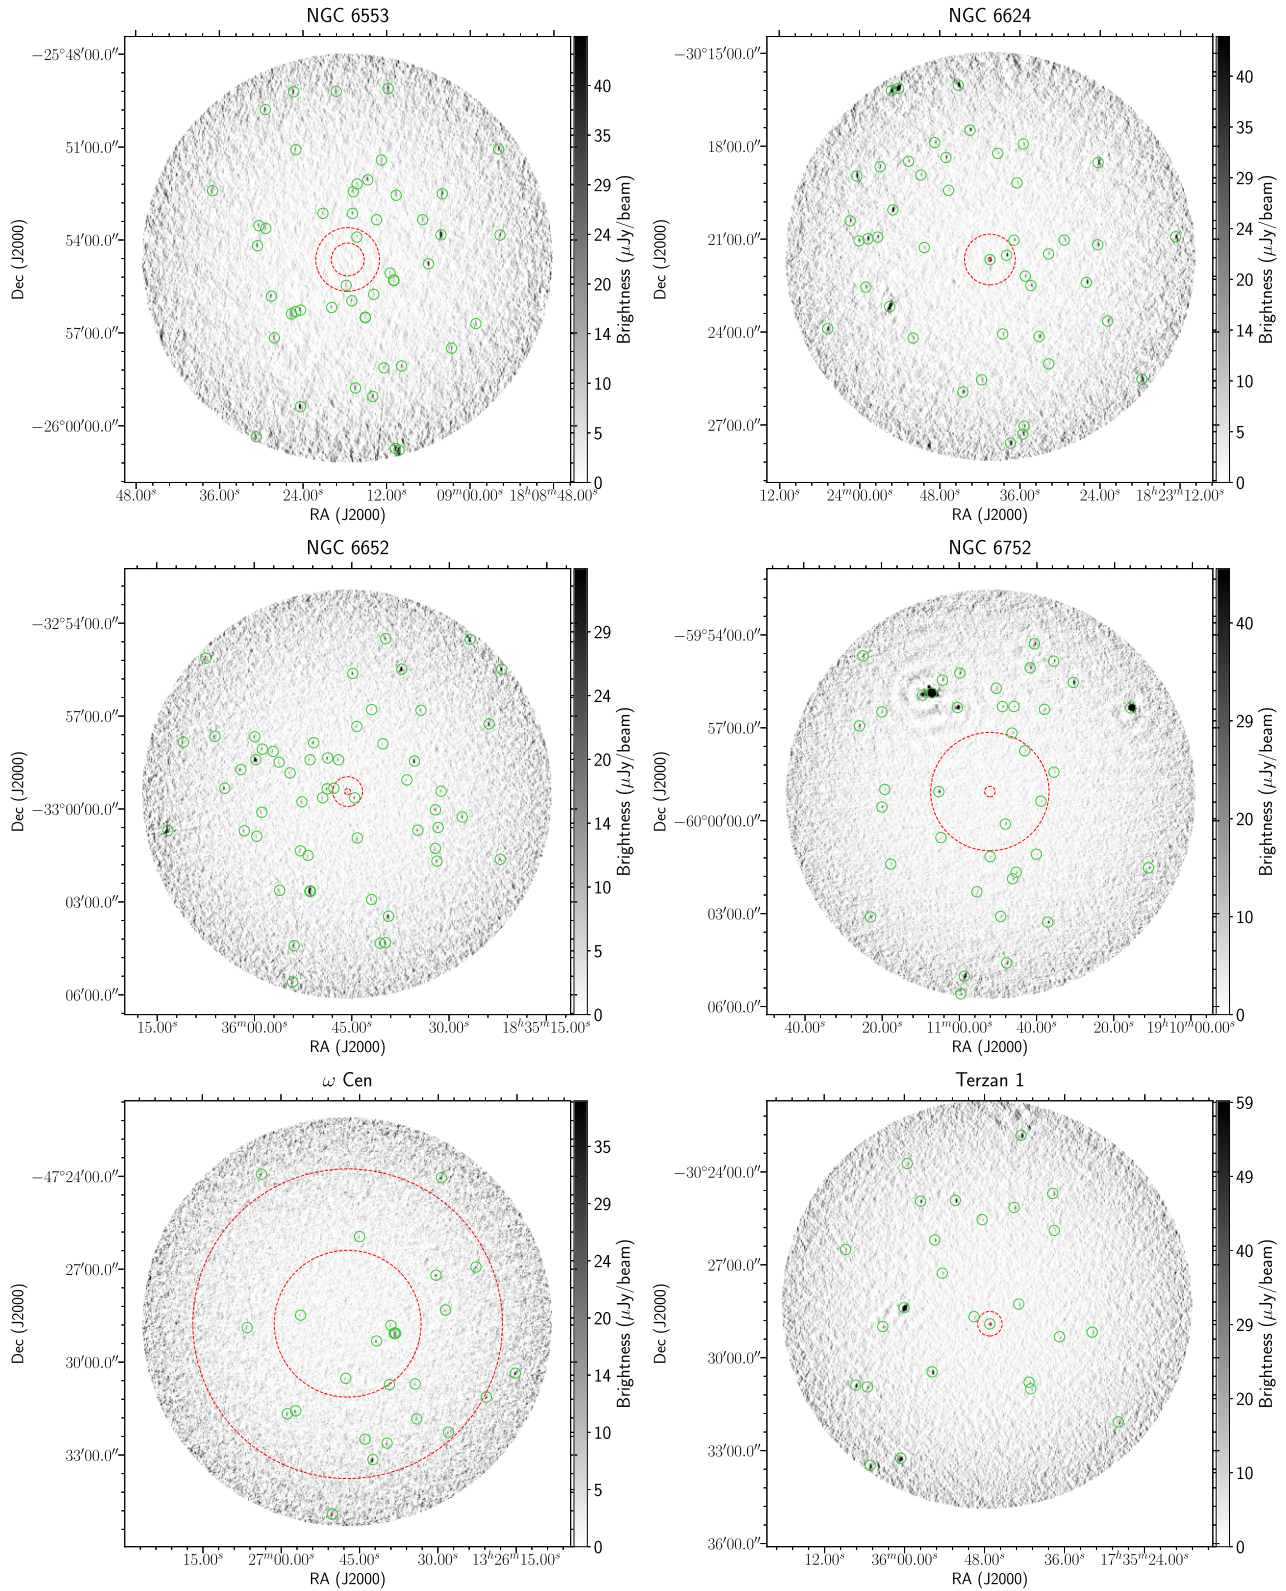 NGC 6553
−25°48′00.0″
51′00.0″
54′00.0″
57′00.0″
−26°00′00.0″
Dec (J2000)
48.00ˢ 36.00ˢ 24.00ˢ 12.00ˢ 09ᵐ00.00ˢ 18ʰ08ᵐ48.00ˢ
RA (J2000)
40
35
29
24
20
14
10
5
0
Brightness (μJy/beam)
NGC 6624
−30°15′00.0″
18′00.0″
21′00.0″
24′00.0″
27′00.0″
Dec (J2000)
12.00ˢ 24ᵐ00.00ˢ 48.00ˢ 36.00ˢ 24.00ˢ 18ʰ23ᵐ12.00ˢ
RA (J2000)
40
35
29
24
20
14
10
5
0
Brightness (μJy/beam)
NGC 6652
−32°54′00.0″
57′00.0″
−33°00′00.0″
03′00.0″
06′00.0″
Dec (J2000)
15.00ˢ 36ᵐ00.00ˢ 45.00ˢ 30.00ˢ 18ʰ35ᵐ15.00ˢ
RA (J2000)
29
24
20
14
10
5
0
Brightness (μJy/beam)
NGC 6752
−59°54′00.0″
57′00.0″
−60°00′00.0″
03′00.0″
06′00.0″
Dec (J2000)
40.00ˢ 20.00ˢ 11ᵐ00.00ˢ 40.00ˢ 20.00ˢ 19ʰ10ᵐ00.00ˢ
RA (J2000)
40
29
20
10
0
Brightness (μJy/beam)
ω Cen
−47°24′00.0″
27′00.0″
30′00.0″
33′00.0″
Dec (J2000)
15.00ˢ 27ᵐ00.00ˢ 45.00ˢ 30.00ˢ 13ʰ26ᵐ15.00ˢ
RA (J2000)
35
29
24
20
14
10
5
0
Brightness (μJy/beam)
Terzan 1
−30°24′00.0″
27′00.0″
30′00.0″
33′00.0″
36′00.0″
Dec (J2000)
12.00ˢ 36ᵐ00.00ˢ 48.00ˢ 36.00ˢ 17ʰ35ᵐ24.00ˢ
RA (J2000)
59
49
40
29
20
10
0
Brightness (μJy/beam)